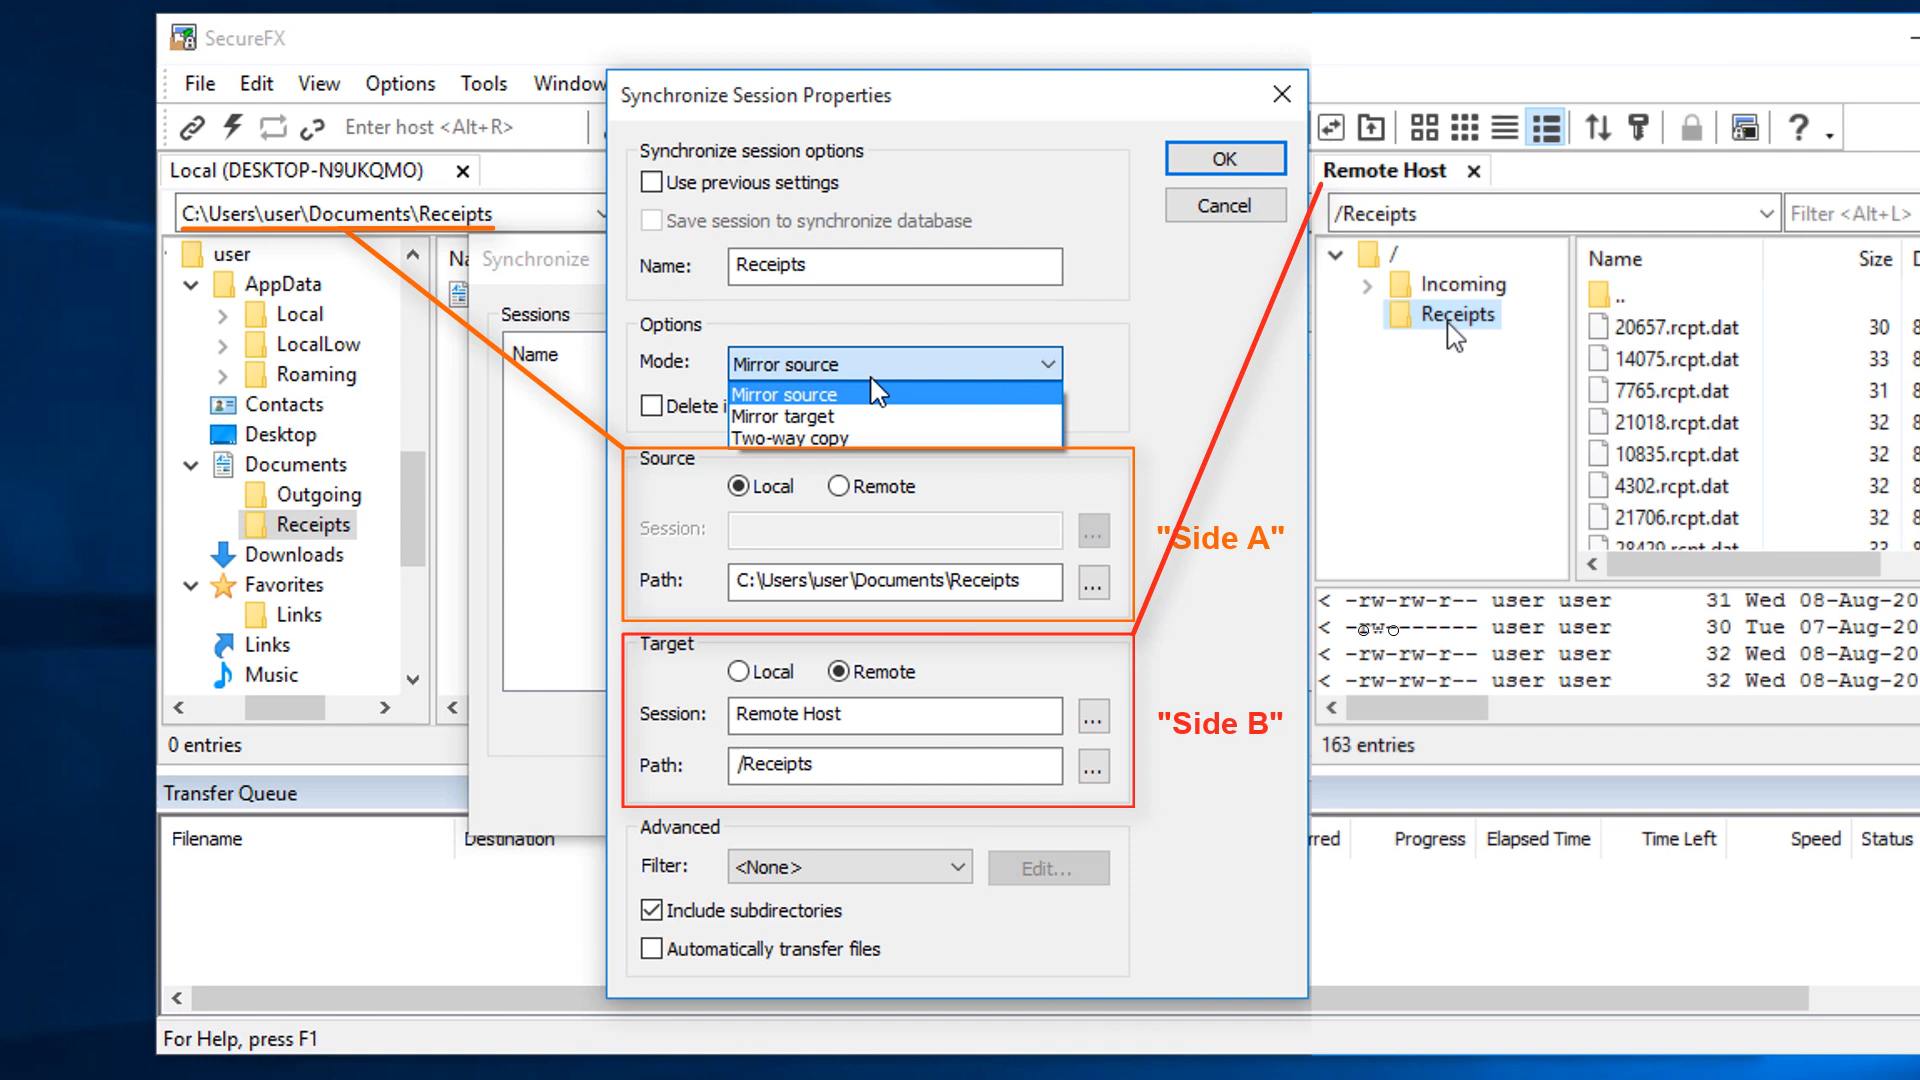 SecureFX
File Edit View Options Tools Window
Enter host <Alt+R>
Local (DESKTOP-N9UKQMO)
C:\Users\user\Documents\Receipts
user
AppData
Local
LocalLow
Roaming
Contacts
Desktop
Documents
Outgoing
Receipts
Downloads
Favorites
Links
Links
Music
0 entries
Synchronize
Sessions
Name
Synchronize Session Properties
Synchronize session options
Use previous settings
Save session to synchronize database
Name: Receipts
OK
Cancel
Options
Mode: Mirror source
Mirror source
Mirror target
Two-way copy
Delete
Source
Local Remote
Session: ...
Path: C:\Users\user\Documents\Receipts ...
"Side A"
Target
Local Remote
Session: Remote Host ...
Path: /Receipts ...
"Side B"
Advanced
Filter: <None> Edit...
Include subdirectories
Automatically transfer files
Remote Host
/Receipts Filter <Alt+L>
/
Incoming
Receipts
Name Size
..
20657.rcpt.dat 30
14075.rcpt.dat 33
7765.rcpt.dat 31
21018.rcpt.dat 32
10835.rcpt.dat 32
4302.rcpt.dat 32
21706.rcpt.dat 32
< -rw-rw-r-- user user 31 Wed 08-Aug-20
< -rw------- user user 30 Tue 07-Aug-20
< -rw-rw-r-- user user 32 Wed 08-Aug-20
< -rw-rw-r-- user user 32 Wed 08-Aug-20
163 entries
Transfer Queue
Filename Destination rred Progress Elapsed Time Time Left Speed Status
For Help, press F1